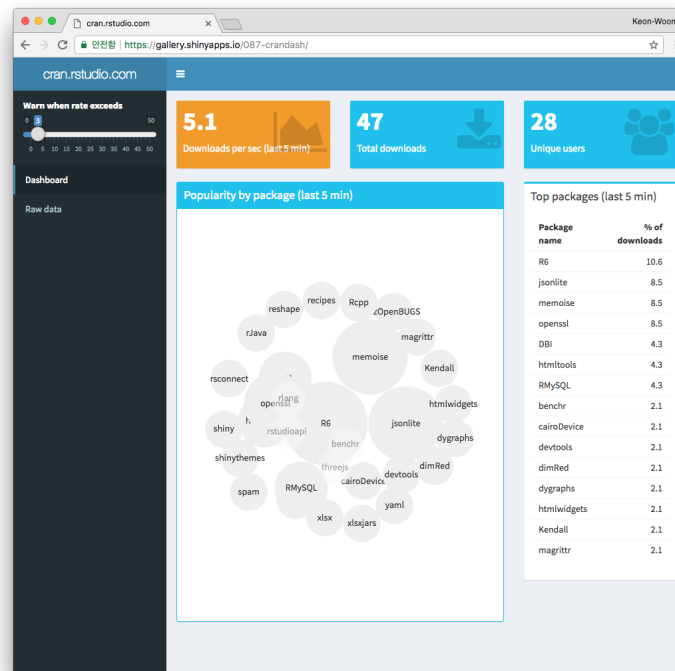 cran.rstudio.com
Keon-Woon
안전함 https://gallery.shinyapps.io/087-crandash/
cran.rstudio.com
Warn when rate exceeds
0 3 50
0 5 10 15 20 25 30 35 40 45 50
Dashboard
Raw data
5.1
Downloads per sec (last 5 min)
47
Total downloads
28
Unique users
Popularity by package (last 5 min)
recipes
Rcpp
reshape
zOpenBUGS
rJava
magrittr
memoise
Kendall
rsconnect
rlang
openssl
htmlwidgets
R6
jsonlite
shiny
rstudioapi
benchr
dygraphs
shinythemes
threejs
dimRed
devtools
cairoDevice
RMySQL
spam
yaml
xlsx
xlsxjars
Top packages (last 5 min)
Package name % of downloads
R6 10.6
jsonlite 8.5
memoise 8.5
openssl 8.5
DBI 4.3
htmltools 4.3
RMySQL 4.3
benchr 2.1
cairoDevice 2.1
devtools 2.1
dimRed 2.1
dygraphs 2.1
htmlwidgets 2.1
Kendall 2.1
magrittr 2.1